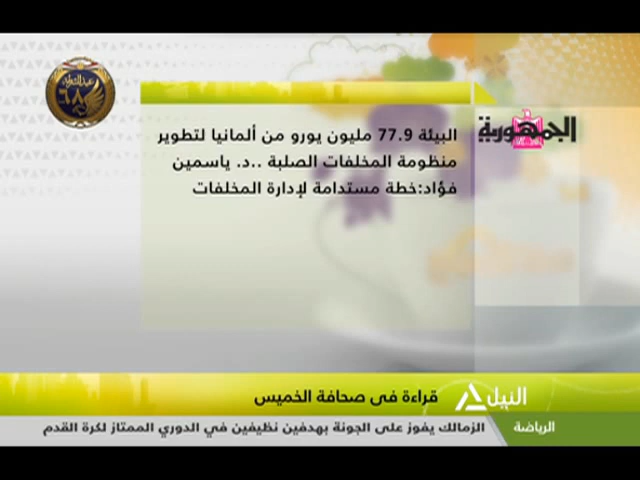 الجمهورية
البيئة 77.9 مليون يورو من ألمانيا لتطوير
منظومة المخلفات الصلبة ..د. ياسمين
فؤاد:خطة مستدامة لإدارة المخلفات
النيل
قراءة فى صحافة الخميس
الرياضة
الزمالك يفوز على الجونة بهدفين نظيفين في الدوري الممتاز لكرة القدم